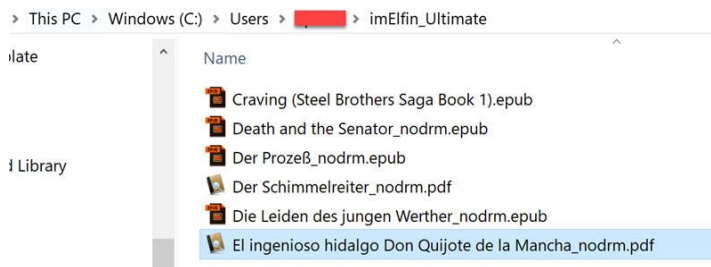 > This PC > Windows (C:) > Users > > imElfin_Ultimate
plate
Name
Craving (Steel Brothers Saga Book 1).epub
Death and the Senator_nodrm.epub
Der Prozeß_nodrm.epub
d Library
Der Schimmelreiter_nodrm.pdf
Die Leiden des jungen Werther_nodrm.epub
El ingenioso hidalgo Don Quijote de la Mancha_nodrm.pdf